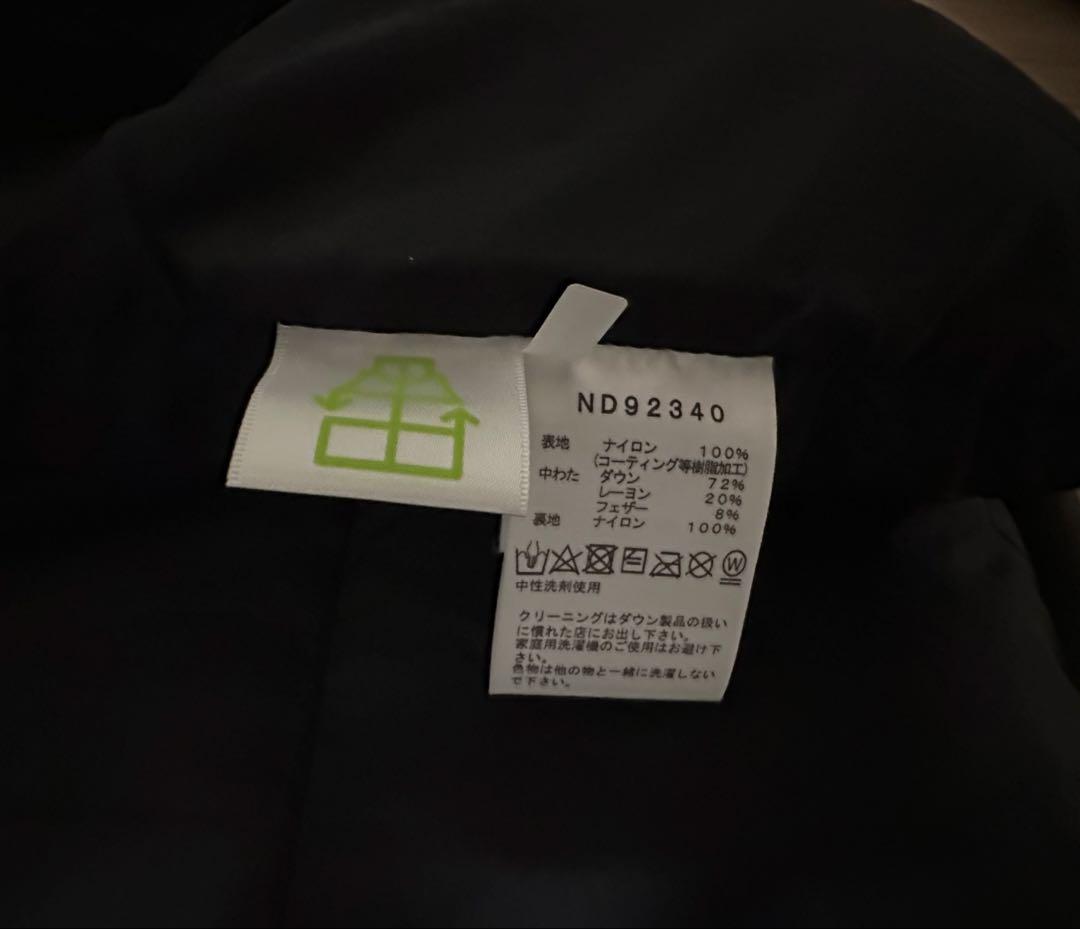 ND92340
表地 ナイロン 100%
(コーティング等樹脂加工)
中わた ダウン 72%
レーヨン 20%
フェザー 8%
裏地 ナイロン 100%
W
中性洗剤使用
クリーニングはダウン製品の扱い
に慣れた店にお出し下さい。
家庭用洗濯機のご使用はお避け下
さい。
色物は他の物と一緒に洗濯しない
で下さい。